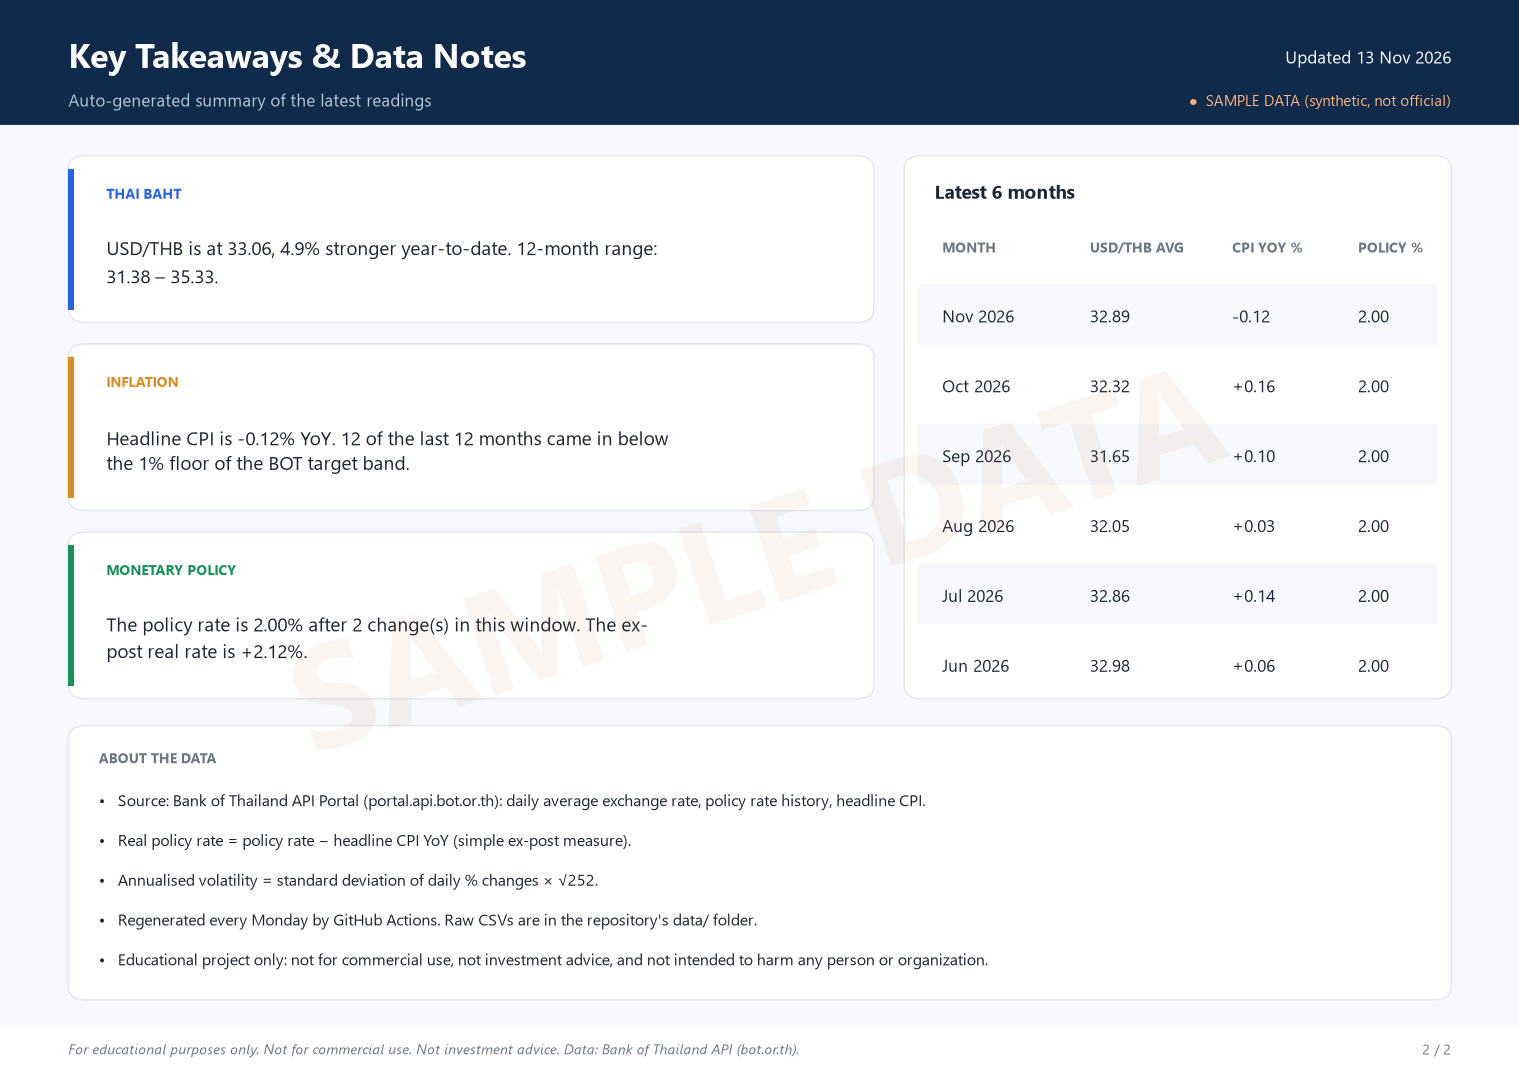 Key Takeaways & Data Notes
Updated 13 Nov 2026
Auto-generated summary of the latest readings
● SAMPLE DATA (synthetic, not official)
THAI BAHT
USD/THB is at 33.06, 4.9% stronger year-to-date. 12-month range:
31.38 – 35.33.
INFLATION
Headline CPI is -0.12% YoY. 12 of the last 12 months came in below
the 1% floor of the BOT target band.
MONETARY POLICY
The policy rate is 2.00% after 2 change(s) in this window. The ex-
post real rate is +2.12%.
Latest 6 months
MONTH USD/THB AVG CPI YOY % POLICY %
Nov 2026 32.89 -0.12 2.00
Oct 2026 32.32 +0.16 2.00
Sep 2026 31.65 +0.10 2.00
Aug 2026 32.05 +0.03 2.00
Jul 2026 32.86 +0.14 2.00
Jun 2026 32.98 +0.06 2.00
SAMPLE DATA
ABOUT THE DATA
• Source: Bank of Thailand API Portal (portal.api.bot.or.th): daily average exchange rate, policy rate history, headline CPI.
• Real policy rate = policy rate − headline CPI YoY (simple ex-post measure).
• Annualised volatility = standard deviation of daily % changes × √252.
• Regenerated every Monday by GitHub Actions. Raw CSVs are in the repository's data/ folder.
• Educational project only: not for commercial use, not investment advice, and not intended to harm any person or organization.
For educational purposes only. Not for commercial use. Not investment advice. Data: Bank of Thailand API (bot.or.th).
2 / 2